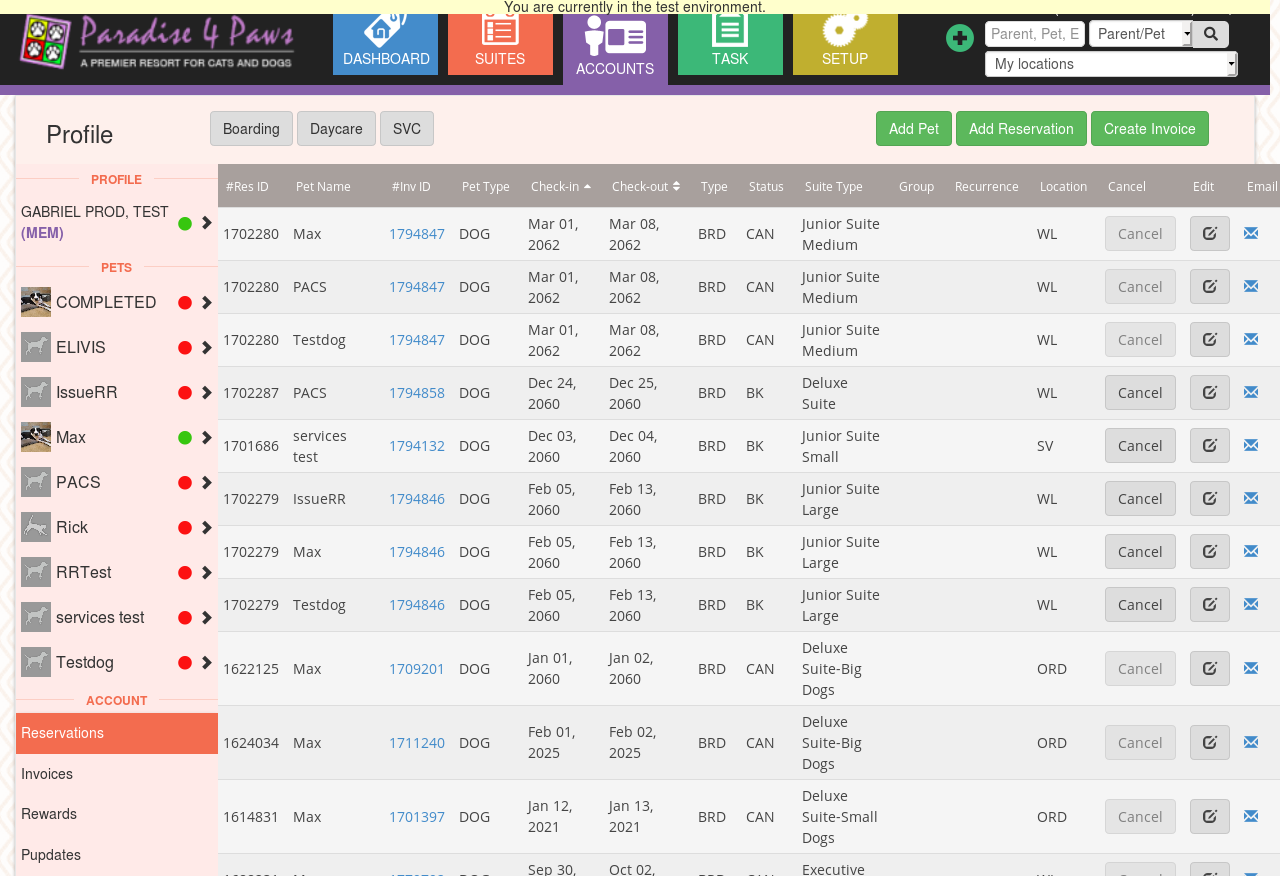 You are currently in the test environment.
Paradise 4 Paws
A PREMIER RESORT FOR CATS AND DOGS
DASHBOARD
SUITES
ACCOUNTS
TASK
SETUP
Parent, Pet, E
Parent/Pet
My locations
Profile
Boarding Daycare SVC
Add Pet Add Reservation Create Invoice
PROFILE
GABRIEL PROD, TEST
(MEM)
PETS
COMPLETED
ELIVIS
IssueRR
Max
PACS
Rick
RRTest
services test
Testdog
ACCOUNT
Reservations
Invoices
Rewards
Pupdates
#Res ID Pet Name #Inv ID Pet Type Check-in Check-out Type Status Suite Type Group Recurrence Location Cancel Edit Email
1702280 Max 1794847 DOG Mar 01, 2062 Mar 08, 2062 BRD CAN Junior Suite Medium WL Cancel
1702280 PACS 1794847 DOG Mar 01, 2062 Mar 08, 2062 BRD CAN Junior Suite Medium WL Cancel
1702280 Testdog 1794847 DOG Mar 01, 2062 Mar 08, 2062 BRD CAN Junior Suite Medium WL Cancel
1702287 PACS 1794858 DOG Dec 24, 2060 Dec 25, 2060 BRD BK Deluxe Suite WL Cancel
1701686 services test 1794132 DOG Dec 03, 2060 Dec 04, 2060 BRD BK Junior Suite Small SV Cancel
1702279 IssueRR 1794846 DOG Feb 05, 2060 Feb 13, 2060 BRD BK Junior Suite Large WL Cancel
1702279 Max 1794846 DOG Feb 05, 2060 Feb 13, 2060 BRD BK Junior Suite Large WL Cancel
1702279 Testdog 1794846 DOG Feb 05, 2060 Feb 13, 2060 BRD BK Junior Suite Large WL Cancel
1622125 Max 1709201 DOG Jan 01, 2060 Jan 02, 2060 BRD CAN Deluxe Suite-Big Dogs ORD Cancel
1624034 Max 1711240 DOG Feb 01, 2025 Feb 02, 2025 BRD CAN Deluxe Suite-Big Dogs ORD Cancel
1614831 Max 1701397 DOG Jan 12, 2021 Jan 13, 2021 BRD CAN Deluxe Suite-Small Dogs ORD Cancel
Sep 30, Oct 02, Executive